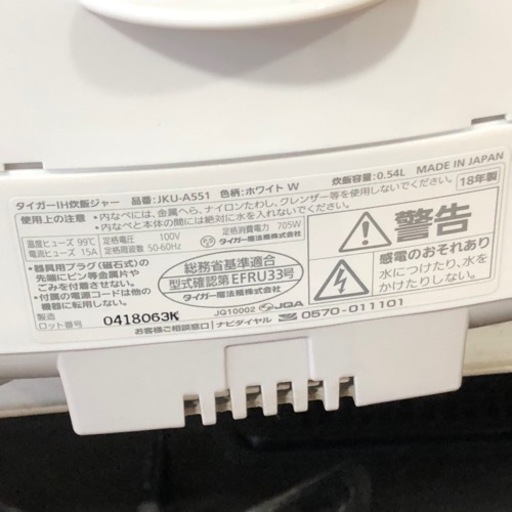 タイガーIH炊飯ジャー 品番:JKU-A551 色柄:ホワイト W 炊飯容量:0.54L MADE IN JAPAN
使用上の注意 •内なべには、金属へら、ナイロンたわし、クレンザー等を使用しないでください。 18年製
•内なべと本体の間には絶対に水を入れないでください。
温度ヒューズ 99℃ 定格電圧 100V 定格消費電力 705W
電流ヒューズ 15A 定格周波数 50-60Hz タイガー魔法瓶株式会社
•器具用プラグ(磁石式)の
先端にピン等金属片や
ごみを付着させない。
•付属の電源コードは他の
機器に転用しない。
総務省基準適合
型式確認第EFRU33号
タイガー魔法瓶株式会社
警告
感電のおそれあり
水につけたり、水を
かけたりしない
製造
ロット番号 0418063K
JQ10002 JQA
お客様ご相談窓口 ナビダイヤル 0570-011101